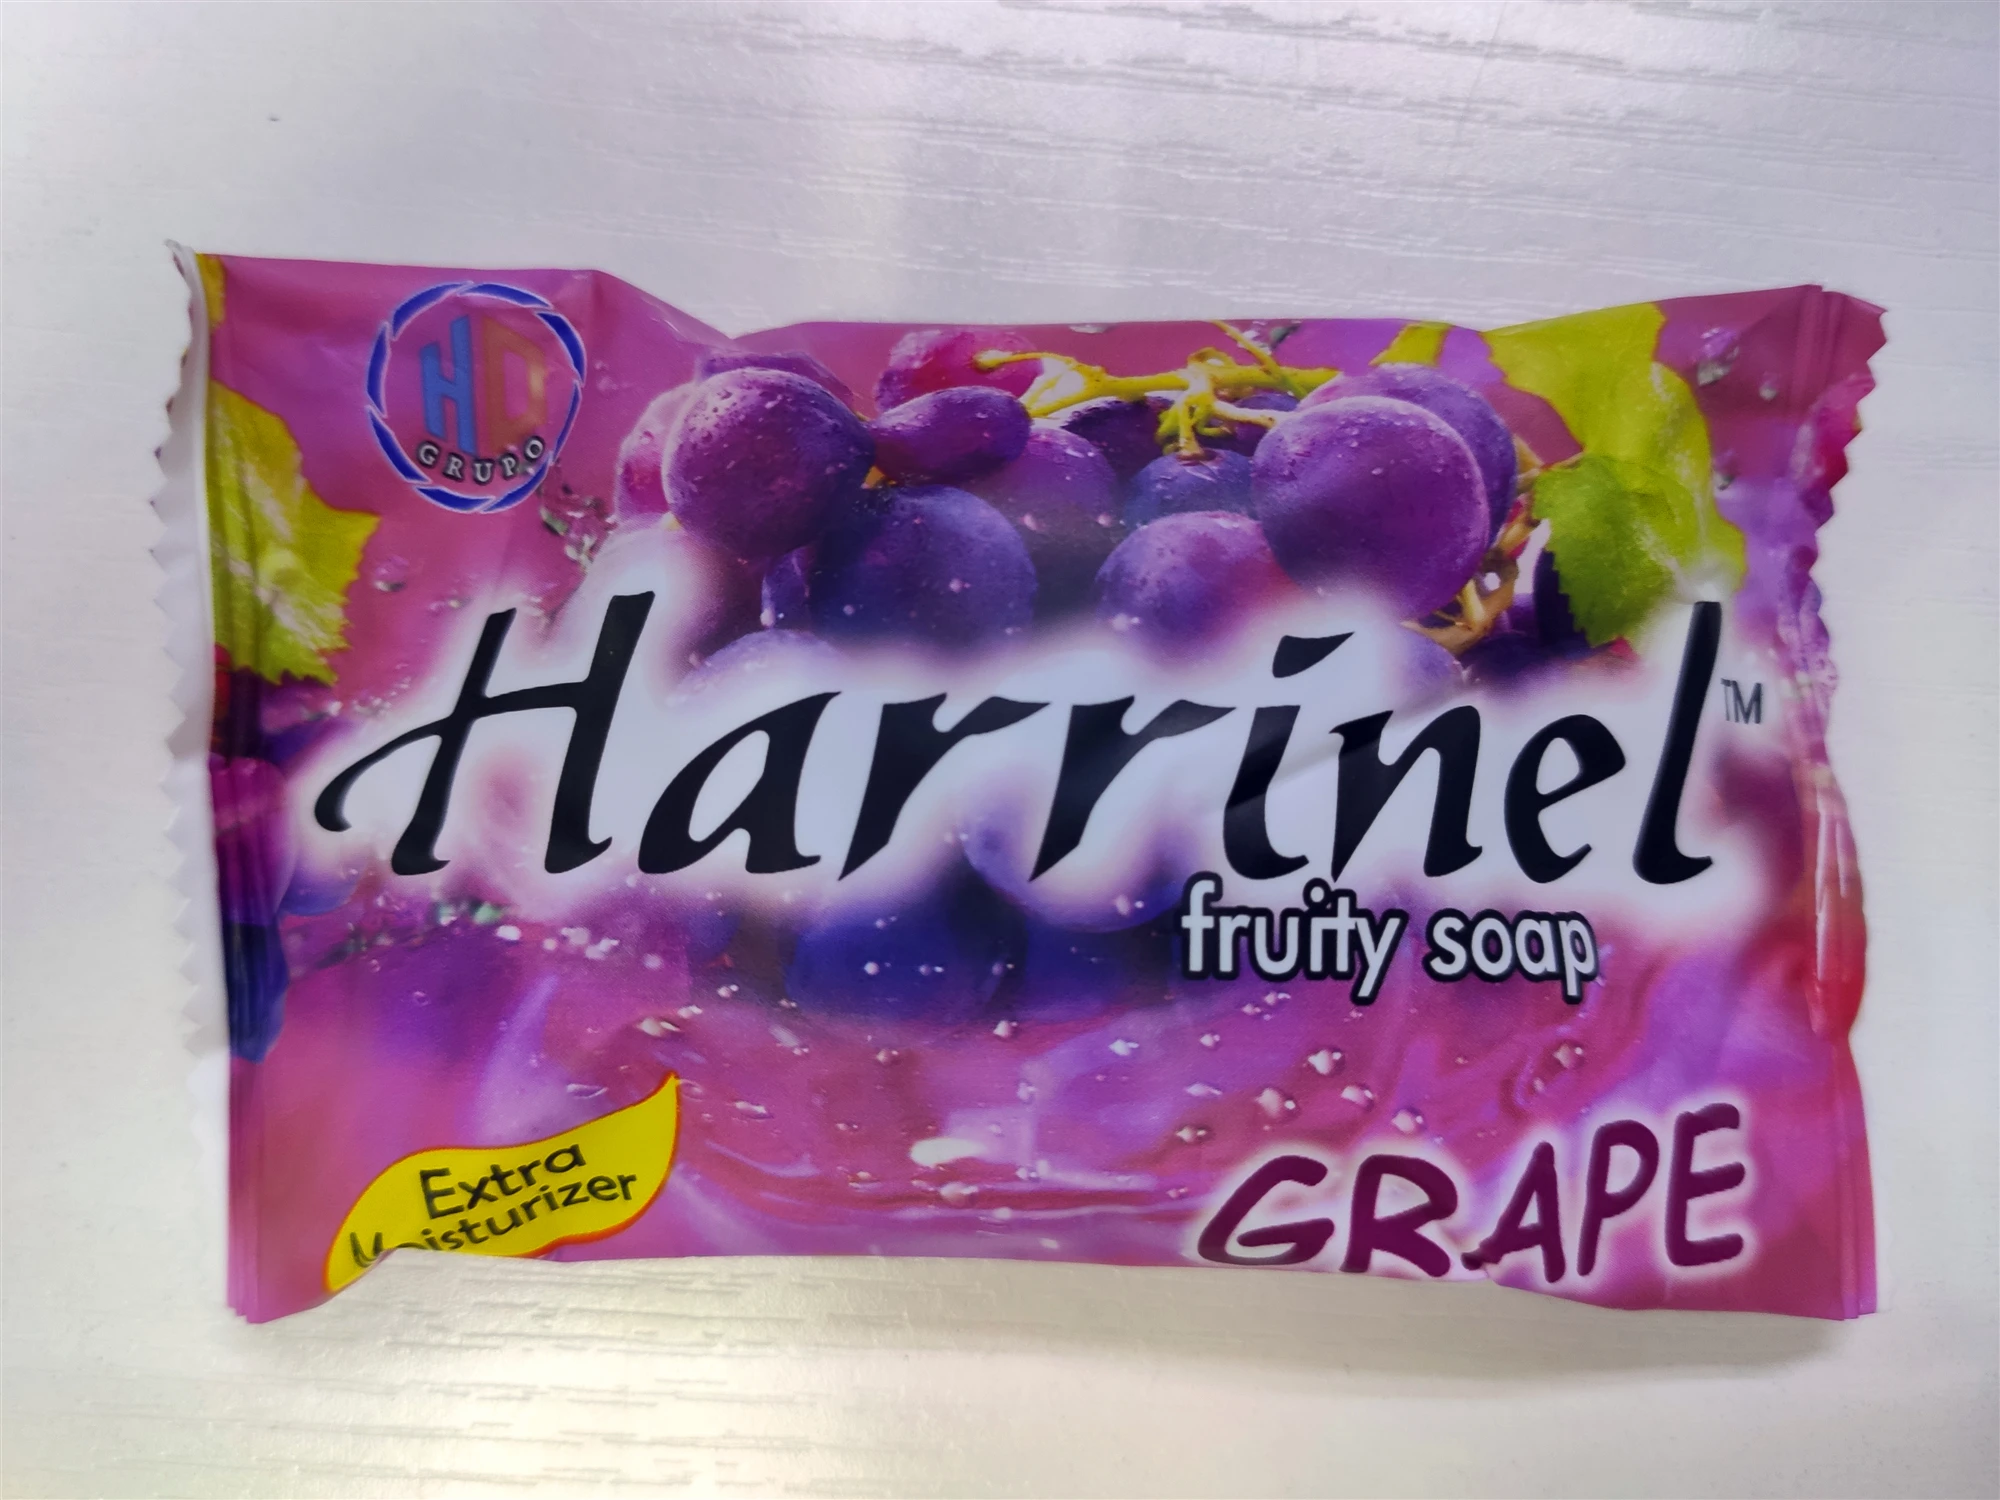 HD
GRUPO
Harrinel™
fruity soap
Extra
Moisturizer
GRAPE